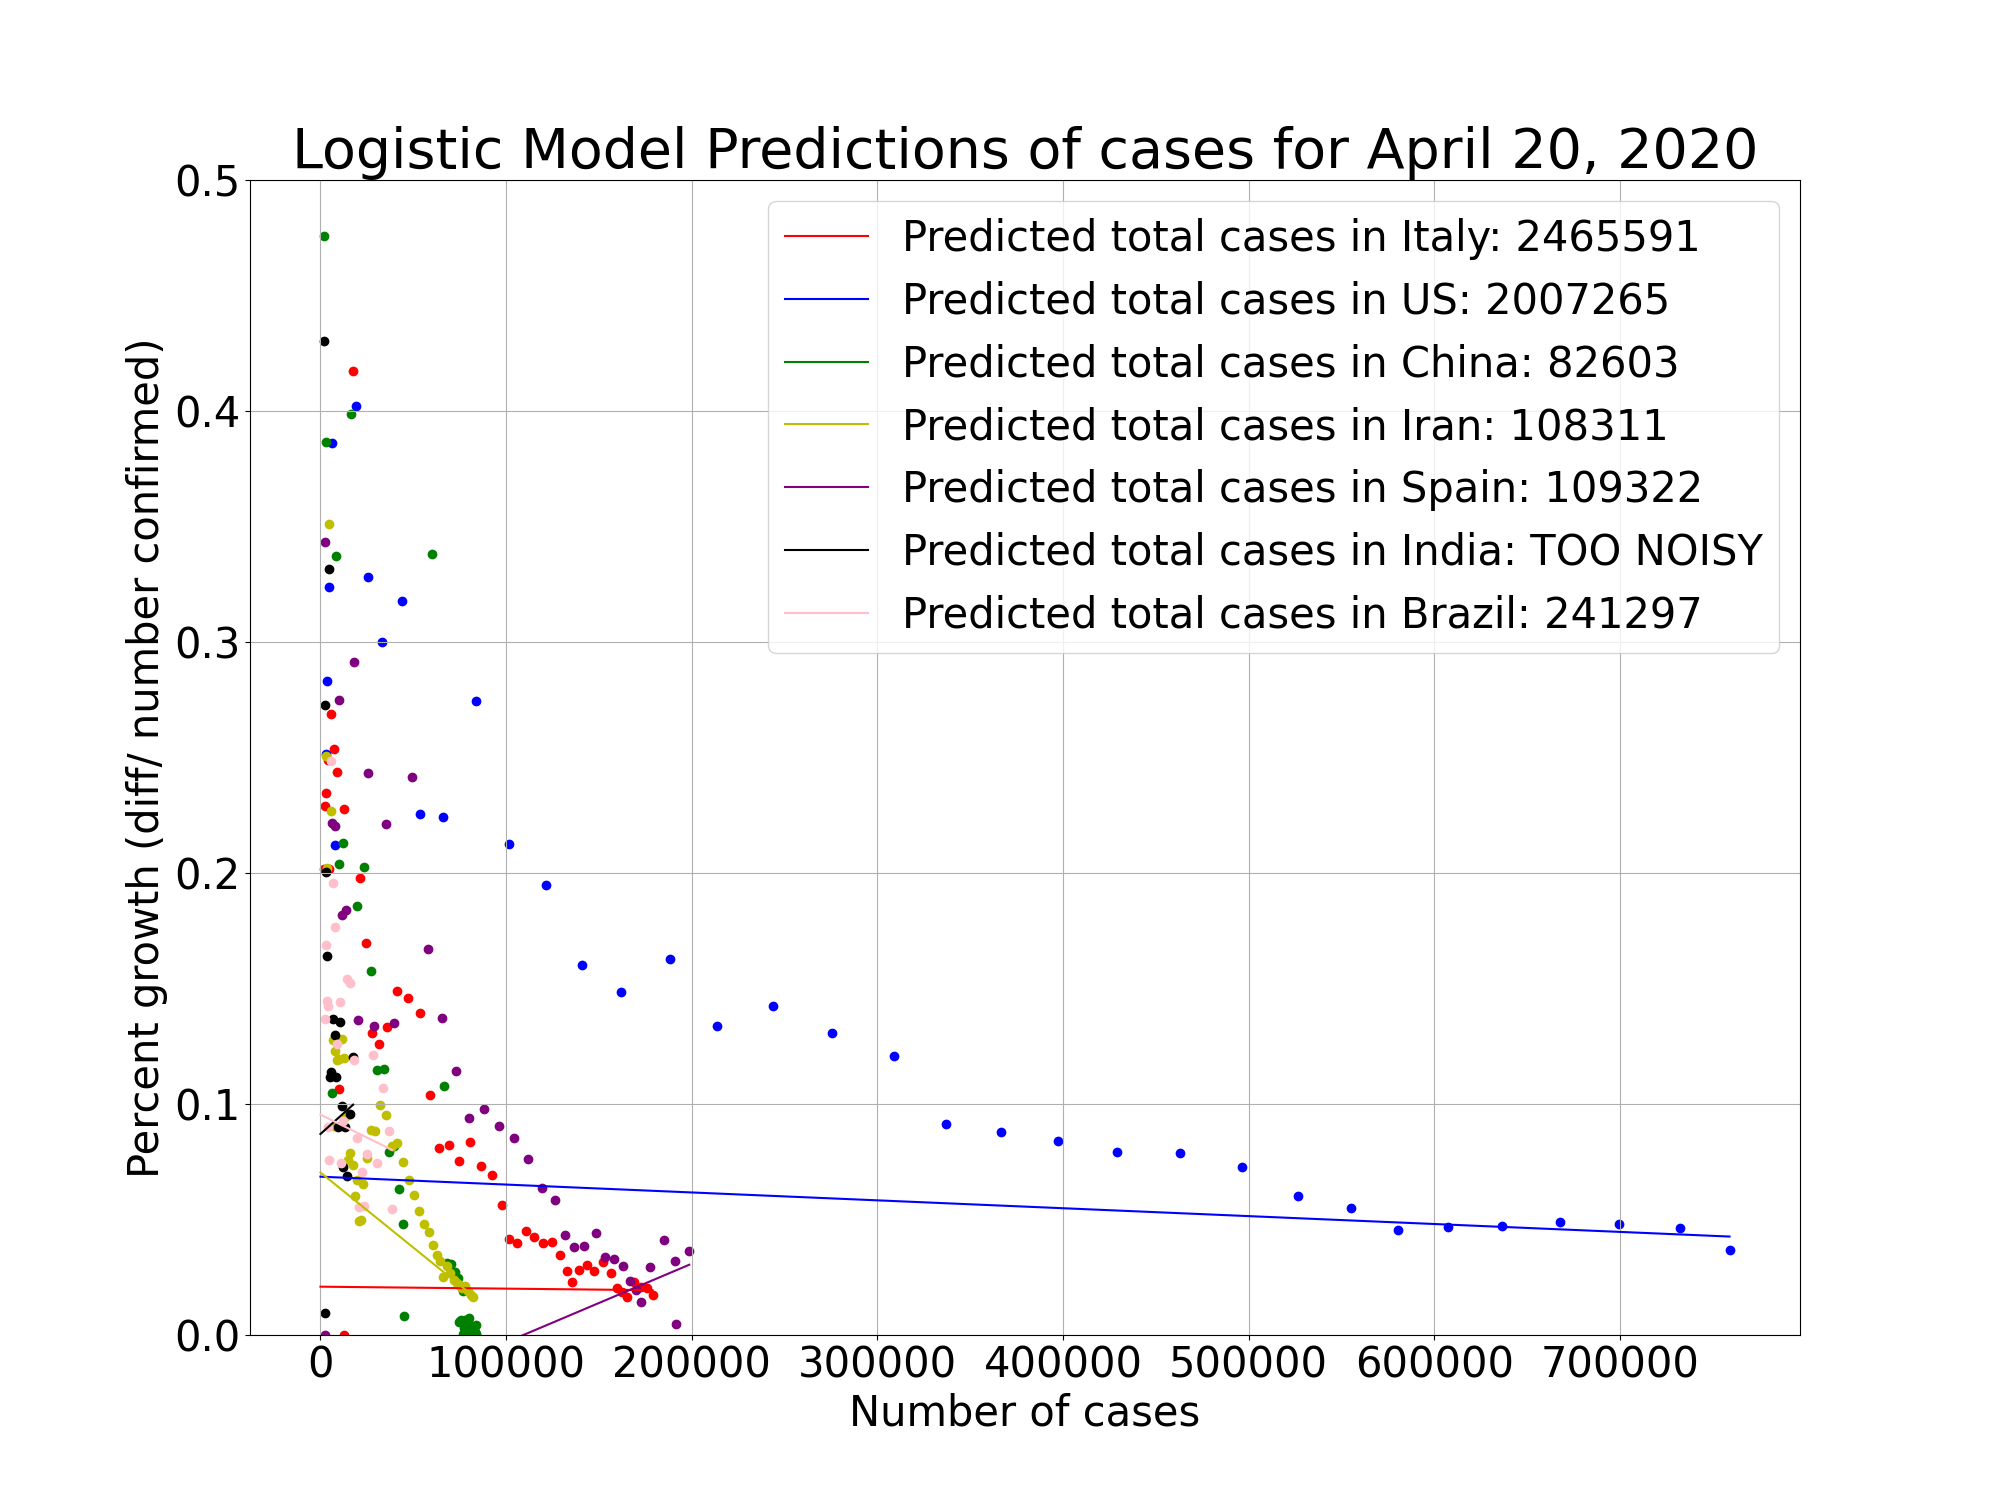 Logistic Model Predictions of cases for April 20, 2020
Percent growth (diff/ number confirmed)
0.5
0.4
0.3
0.2
0.1
0.0
Predicted total cases in Italy: 2465591
Predicted total cases in US: 2007265
Predicted total cases in China: 82603
Predicted total cases in Iran: 108311
Predicted total cases in Spain: 109322
Predicted total cases in India: TOO NOISY
Predicted total cases in Brazil: 241297
0 100000 200000 300000 400000 500000 600000 700000
Number of cases